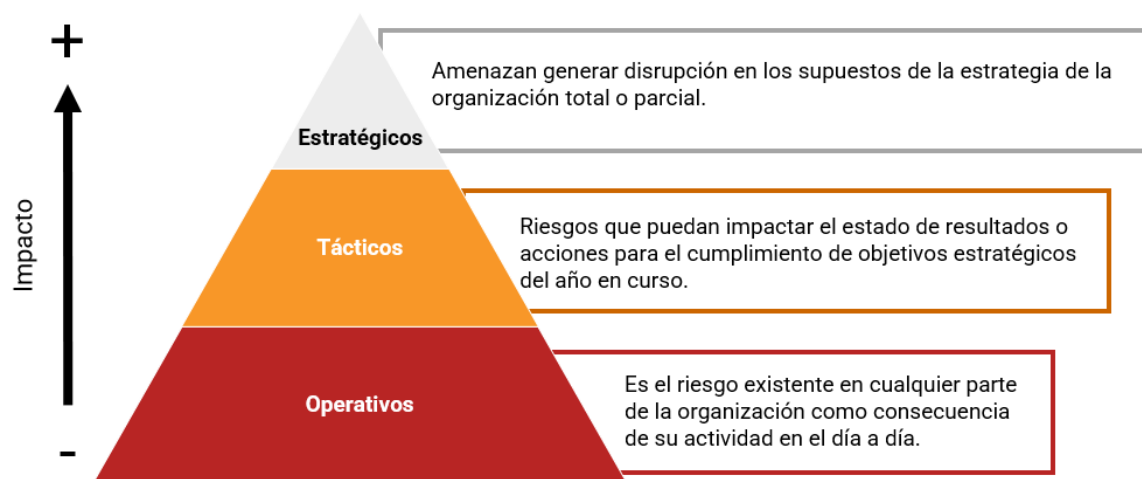 +
Amenazan generar disrupción en los supuestos de la estrategia de la
organización total o parcial.
Estratégicos
Impacto
Tácticos
Riesgos que puedan impactar el estado de resultados o
acciones para el cumplimiento de objetivos estratégicos
del año en curso.
Operativos
Es el riesgo existente en cualquier parte
de la organización como consecuencia
de su actividad en el día a día.
-